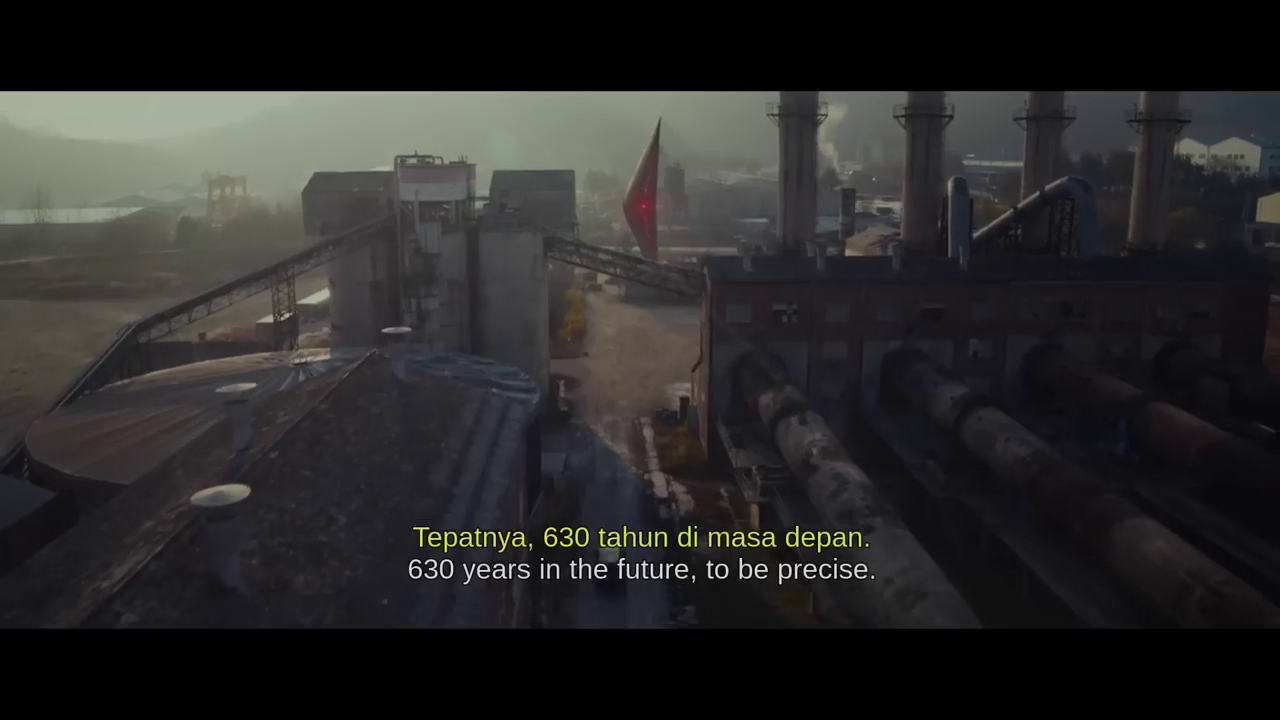 Tepatnya, 630 tahun di masa depan.
630 years in the future, to be precise.